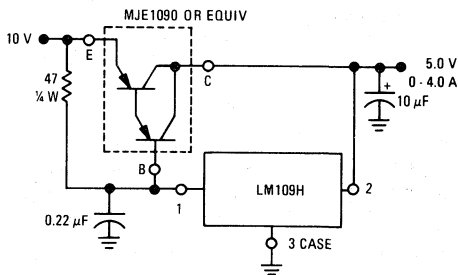 MJE1090 OR EQUIV
10 V
E
C
5.0 V
0 - 4.0 A
47
¼ W
+
10 µF
B
1
LM109H
2
0.22 µF
3 CASE